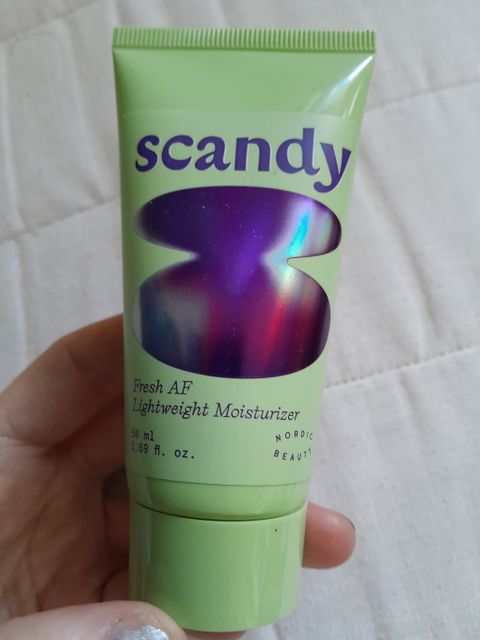 scandy
Fresh AF
Lightweight Moisturizer
50 ml
1.69 fl. oz.
NORDIC
BEAUTY